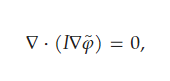 ∇ · (I∇φ̃) = 0,